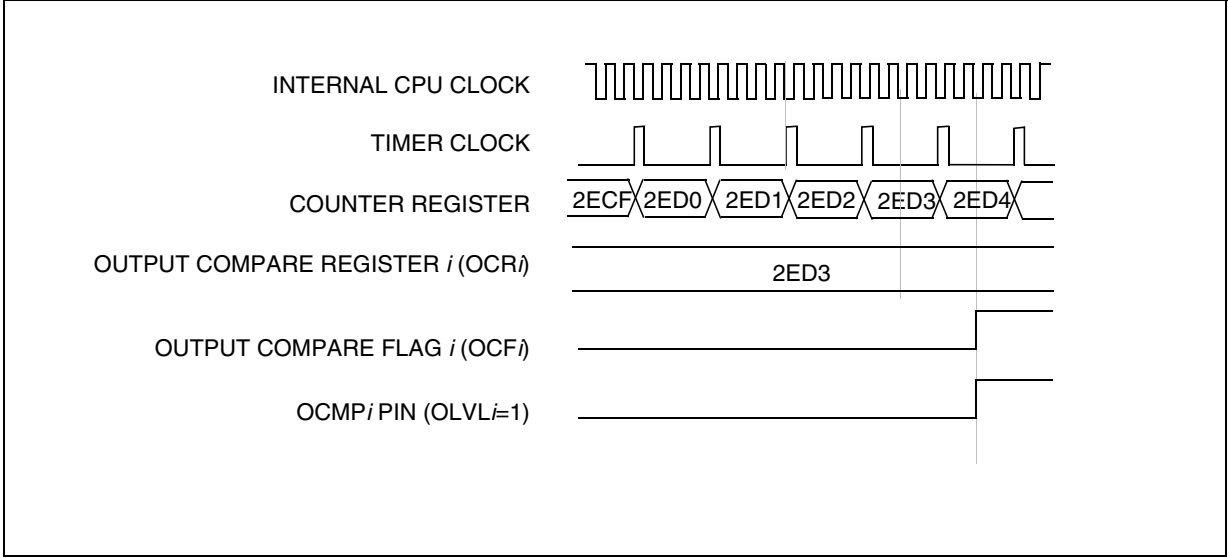 INTERNAL CPU CLOCK
TIMER CLOCK
COUNTER REGISTER 2ECF 2ED0 2ED1 2ED2 2ED3 2ED4
OUTPUT COMPARE REGISTER i (OCRi)
2ED3
OUTPUT COMPARE FLAG i (OCFi)
OCMPi PIN (OLVLi=1)